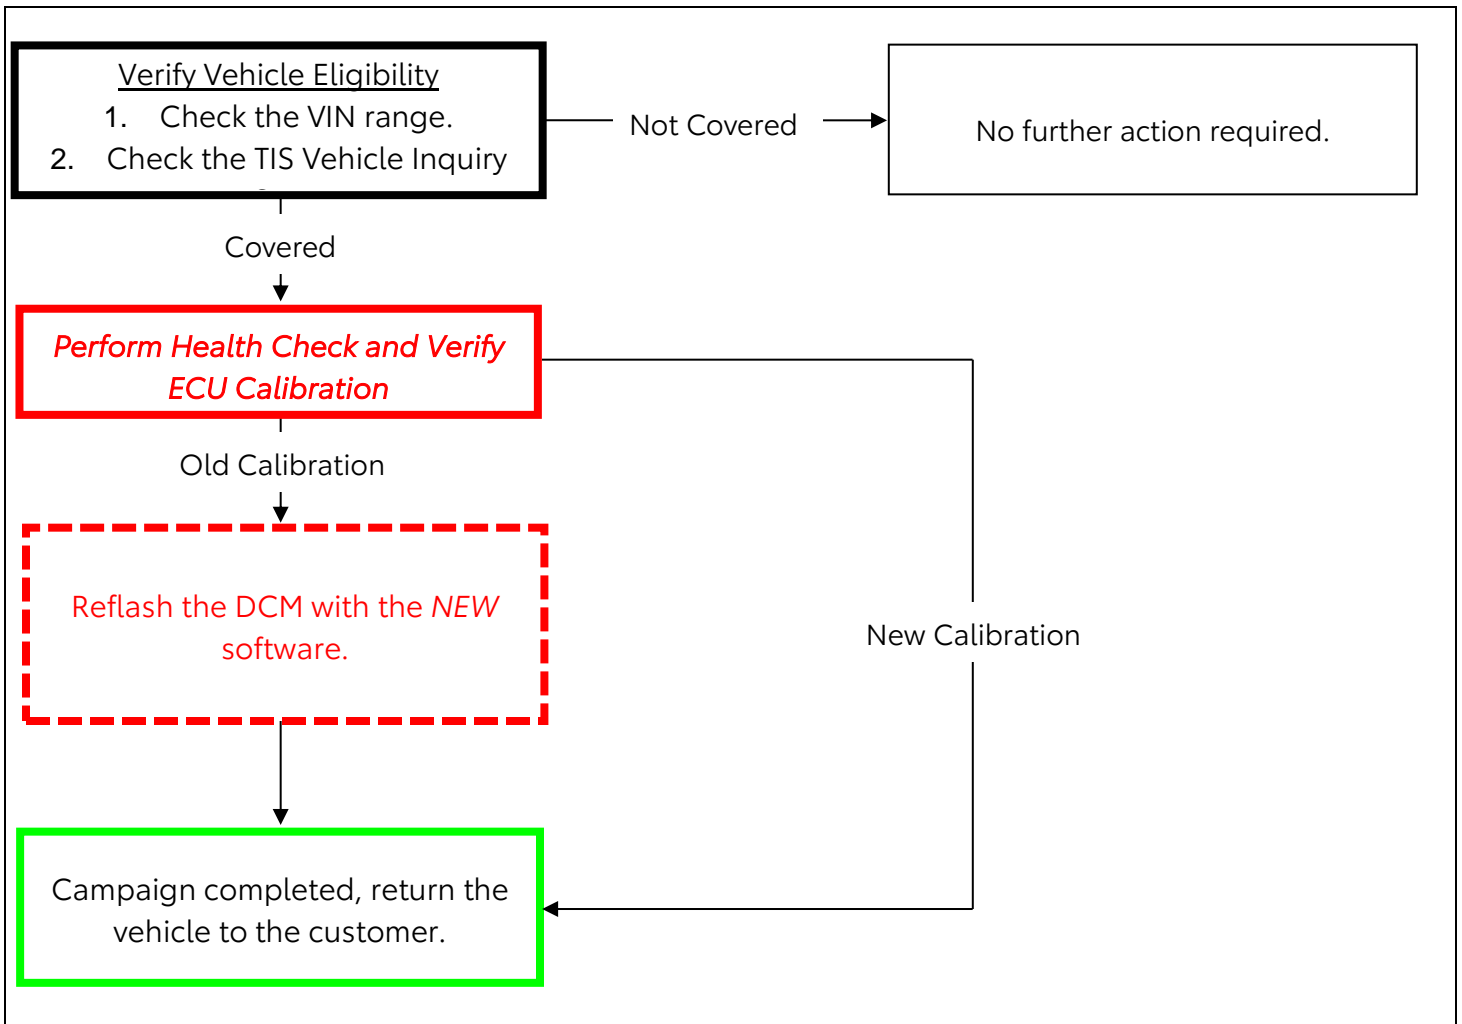 Verify Vehicle Eligibility
1. Check the VIN range.
2. Check the TIS Vehicle Inquiry
Not Covered
No further action required.
Covered
Perform Health Check and Verify
ECU Calibration
Old Calibration
Reflash the DCM with the NEW
software.
New Calibration
Campaign completed, return the
vehicle to the customer.